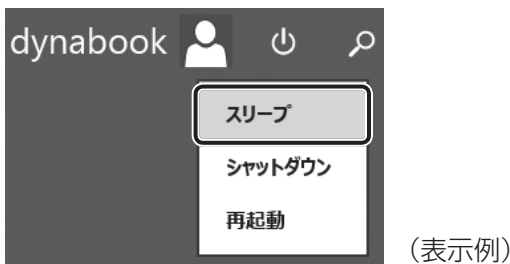 dynabook
スリープ
シャットダウン
再起動
（表示例）